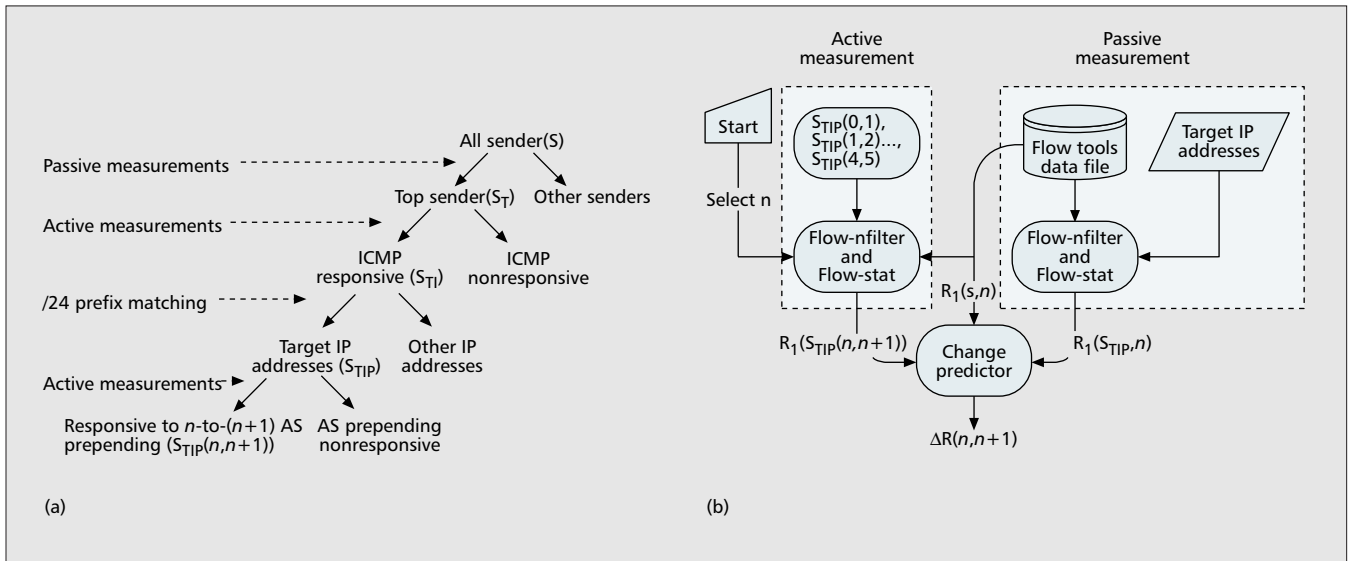 All sender(S)
Passive measurements
Top sender(S_T)
Other senders
Active measurements
ICMP
responsive (S_TI)
ICMP
nonresponsive
/24 prefix matching
Target IP
addresses (S_TIP)
Other IP
addresses
Active measurements
Responsive to n-to-(n+1) AS
prepending (S_TIP(n,n+1))
AS prepending
nonresponsive
(a)
Active
measurement
Passive
measurement
Start
S_TIP(0,1),
S_TIP(1,2)...,
S_TIP(4,5)
Flow tools
data file
Target IP
addresses
Select n
Flow-nfilter
and
Flow-stat
Flow-nfilter
and
Flow-stat
R_1(s,n)
R_1(S_TIP(n,n+1))
Change
predictor
R_1(S_TIP,n)
ΔR(n,n+1)
(b)